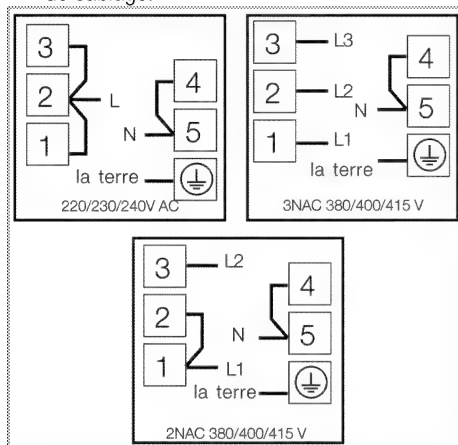 3
2 L 4
1 N 5
la terre
220/230/240V AC
3 L3 4
2 L2 N 5
1 L1
la terre
3NAC 380/400/415 V
3 L2 4
2 N 5
1 L1
la terre
2NAC 380/400/415 V